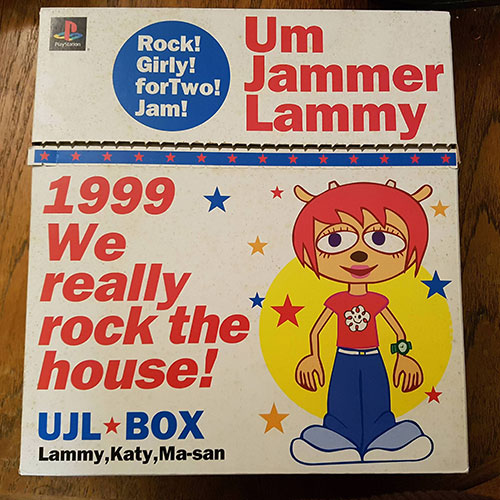 PlayStation
Rock!
Girly!
forTwo!
Jam!
Um
Jammer
Lammy
1999
We
really
rock the
house!
UJL★BOX
Lammy,Katy,Ma-san